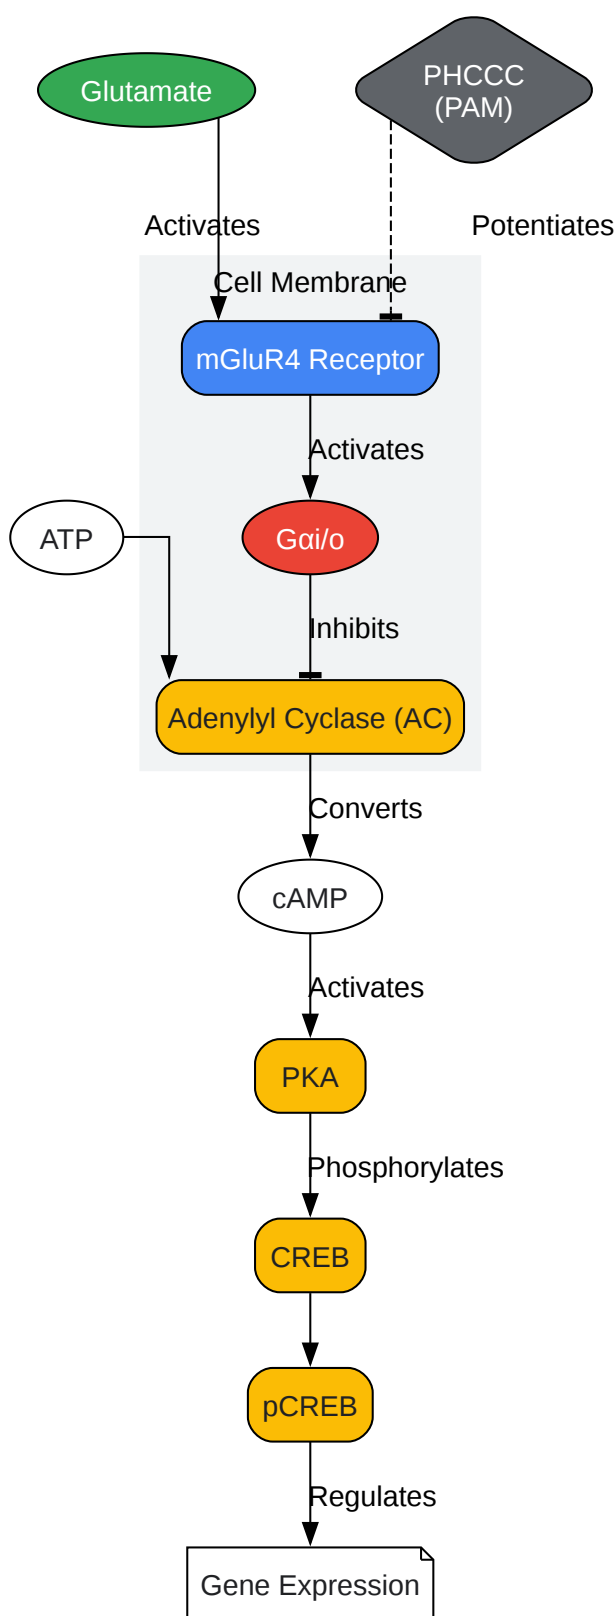 Glutamate
PHCCC
(PAM)
Activates
Potentiates
Cell Membrane
mGluR4 Receptor
Activates
ATP
Gαi/o
Inhibits
Adenylyl Cyclase (AC)
Converts
cAMP
Activates
PKA
Phosphorylates
CREB
pCREB
Regulates
Gene Expression